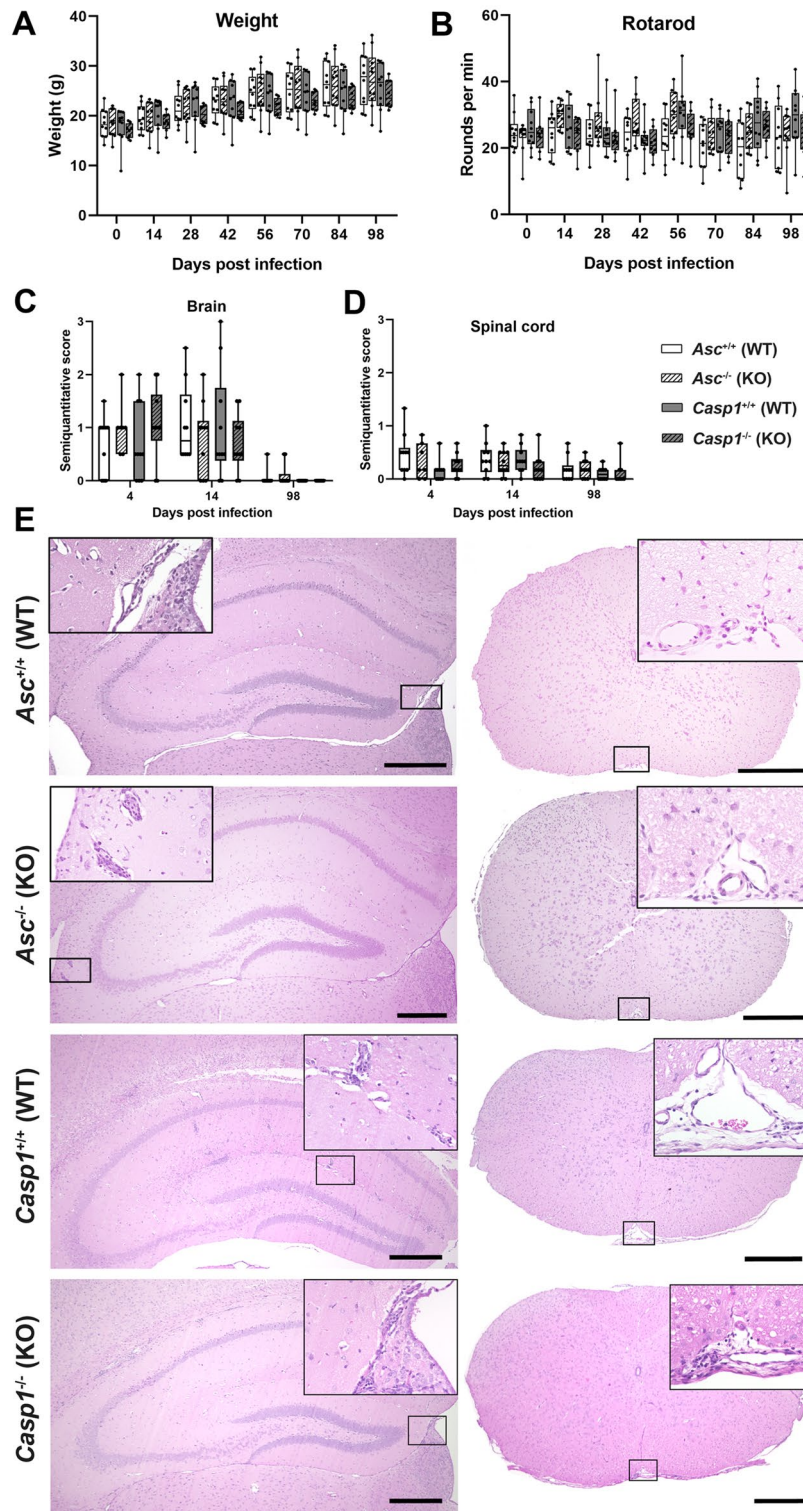 A
Weight
Weight (g)
40
30
20
10
0
0 14 28 42 56 70 84 98
Days post infection
B
Rotarod
Rounds per min
60
40
20
0
0 14 28 42 56 70 84 98
Days post infection
C
Brain
Semiquantitative score
3
2
1
0
4 14 98
Days post infection
D
Spinal cord
Semiquantitative score
3
2
1
0
4 14 98
Days post infection
Asc+/+ (WT)
Asc-/- (KO)
Casp1+/+ (WT)
Casp1-/- (KO)
E
Asc+/+ (WT)
Asc-/- (KO)
Casp1+/+ (WT)
Casp1-/- (KO)